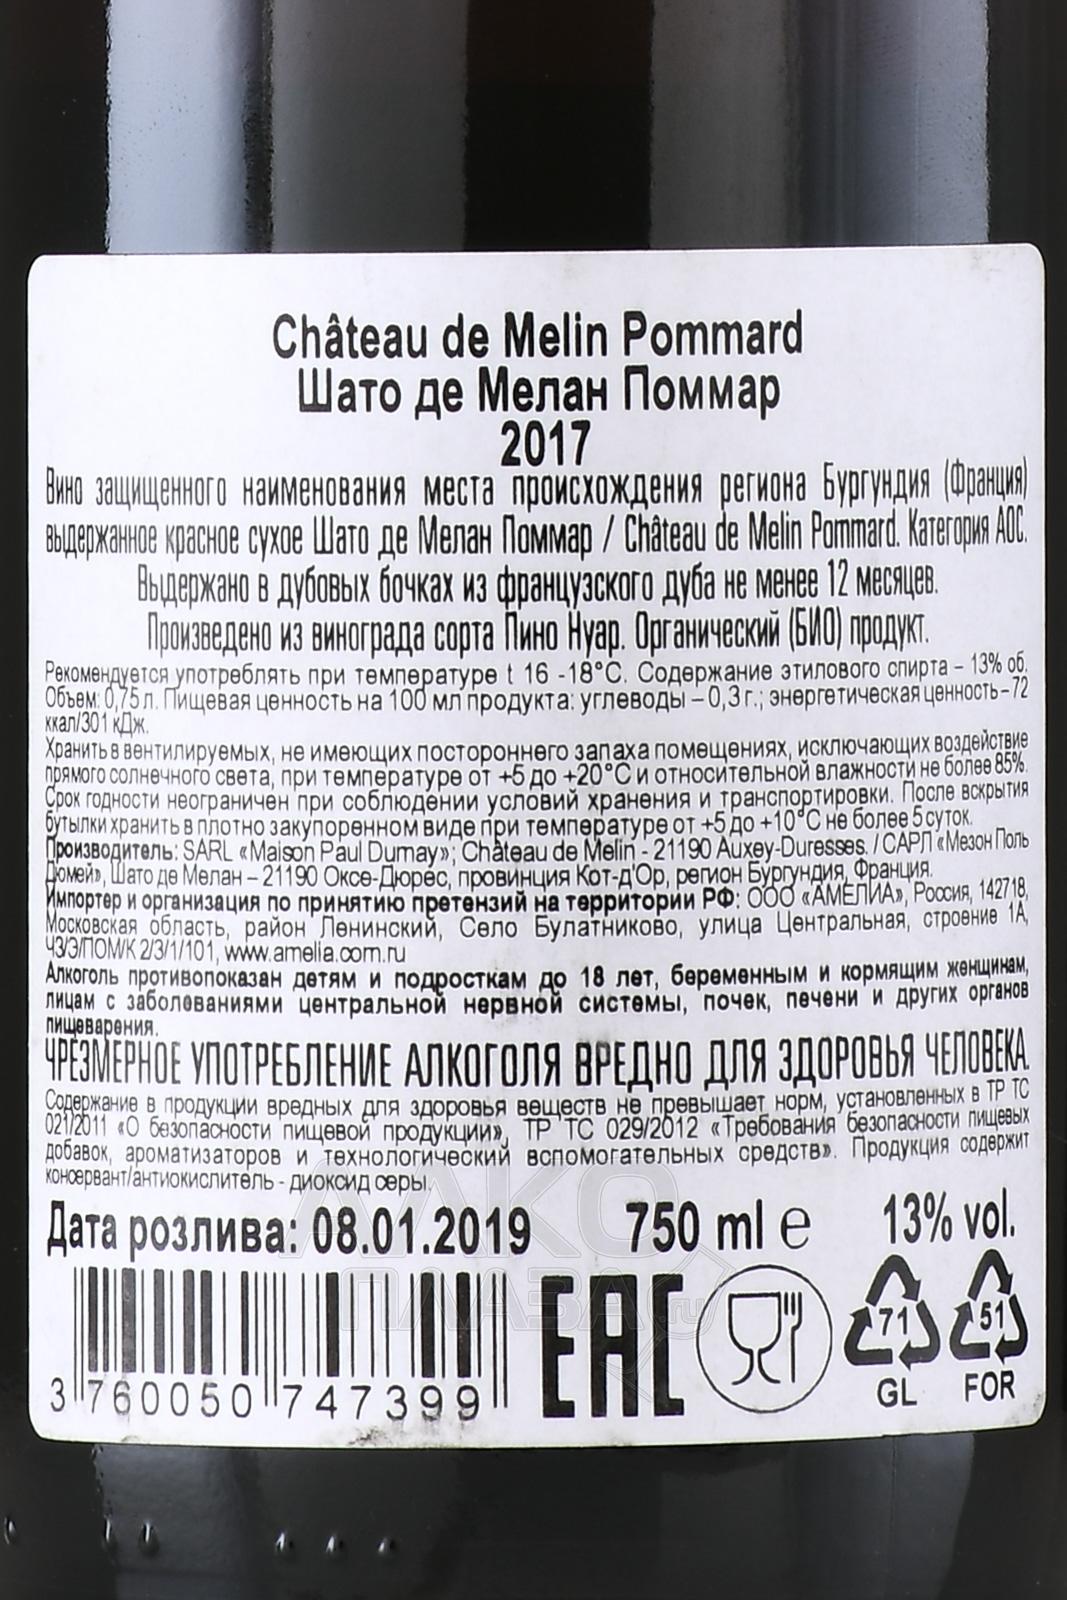 Château de Melin Pommard
Шато де Мелан Поммар
2017
Вино защищенного наименования места происхождения региона Бургундия (Франция)
выдержанное красное сухое Шато де Мелан Поммар / Château de Melin Pommard. Категория АОС.
Выдержано в дубовых бочках из французского дуба не менее 12 месяцев.
Произведено из винограда сорта Пино Нуар. Органический (БИО) продукт.
Рекомендуется употреблять при температуре t 16 -18°С. Содержание этилового спирта – 13% об.
Объем: 0,75 л. Пищевая ценность на 100 мл продукта: углеводы – 0,3 г.; энергетическая ценность – 72
ккал/301 кДж.
Хранить в вентилируемых, не имеющих постороннего запаха помещениях, исключающих воздействие
прямого солнечного света, при температуре от +5 до +20°С и относительной влажности не более 85%.
Срок годности неограничен при соблюдении условий хранения и транспортировки. После вскрытия
бутылки хранить в плотно закупоренном виде при температуре от +5 до +10°С не более 5 суток.
Производитель: SARL «Maison Paul Dumay»; Château de Melin - 21190 Auxey-Duresses. / САРЛ «Мезон Поль
Дюмей», Шато де Мелан – 21190 Оксе-Дюрес, провинция Кот-д'Ор, регион Бургундия, Франция.
Импортер и организация по принятию претензий на территории РФ: ООО «АМЕЛИА», Россия, 142718,
Московская область, район Ленинский, Село Булатниково, улица Центральная, строение 1А,
ЧЗ/Э/ПОМ/К 2/3/1/101, www.amelia.com.ru
Алкоголь противопоказан детям и подросткам до 18 лет, беременным и кормящим женщинам,
лицам с заболеваниями центральной нервной системы, почек, печени и других органов
пищеварения.
ЧРЕЗМЕРНОЕ УПОТРЕБЛЕНИЕ АЛКОГОЛЯ ВРЕДНО ДЛЯ ЗДОРОВЬЯ ЧЕЛОВЕКА.
Содержание в продукции вредных для здоровья веществ не превышает норм, установленных в ТР ТС
021/2011 «О безопасности пищевой продукции», ТР ТС 029/2012 «Требования безопасности пищевых
добавок, ароматизаторов и технологический вспомогательных средств». Продукция содержит
консервант/антиокислитель - диоксид серы.
Дата розлива: 08.01.2019 750 ml e 13% vol.
АЛКО
ПЛАЗА.ru
EAC
71 51
GL FOR
3 760050 747399